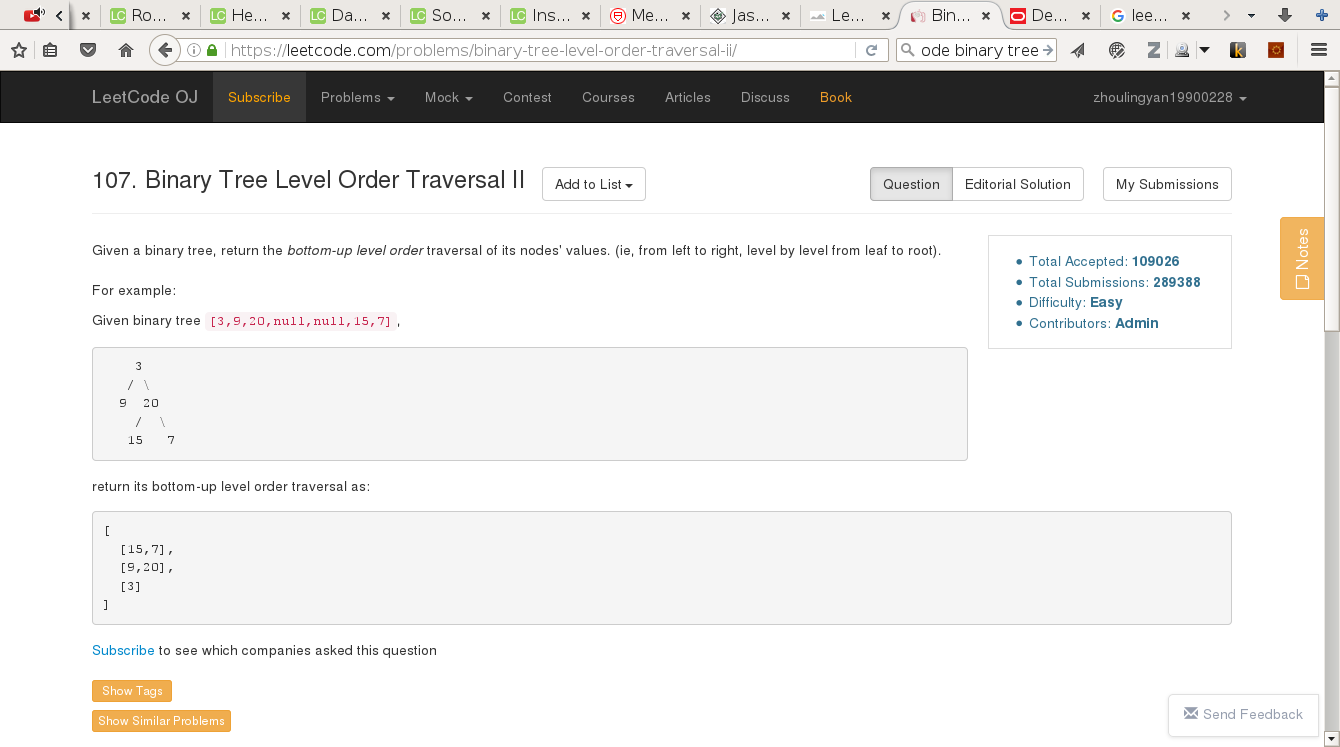 Ro... He... Da... So... Ins... Me... Jas... Le... Bin... De... leet...
https://leetcode.com/problems/binary-tree-level-order-traversal-ii/ ode binary tree
LeetCode OJ Subscribe Problems Mock Contest Courses Articles Discuss Book zhoulingyan19900228
107. Binary Tree Level Order Traversal II Add to List Question Editorial Solution My Submissions
Notes
Given a binary tree, return the bottom-up level order traversal of its nodes' values. (ie, from left to right, level by level from leaf to root).
• Total Accepted: 109026
• Total Submissions: 289388
• Difficulty: Easy
• Contributors: Admin
For example:
Given binary tree [3,9,20,null,null,15,7],
3
/ \
9 20
/ \
15 7
return its bottom-up level order traversal as:
[
[15,7],
[9,20],
[3]
]
Subscribe to see which companies asked this question
Show Tags
Show Similar Problems
Send Feedback